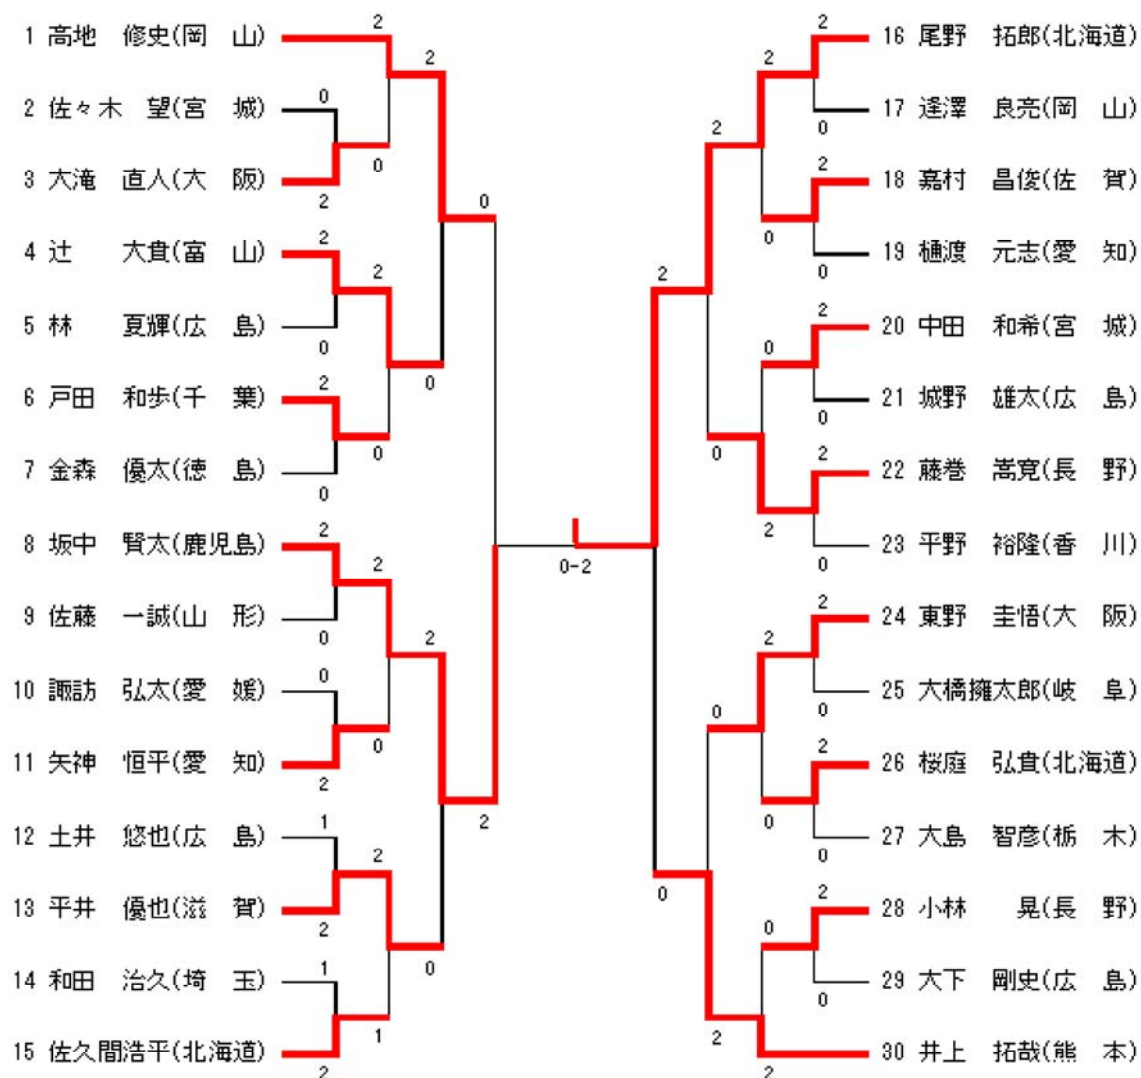 1 高地 修史(岡 山)
2 佐々木 望(宮 城)
3 大滝 直人(大 阪)
4 辻 大貴(富 山)
5 林 夏輝(広 島)
6 戸田 和歩(千 葉)
7 金森 優太(徳 島)
8 坂中 賢太(鹿児島)
9 佐藤 一誠(山 形)
10 諏訪 弘太(愛 媛)
11 矢神 恒平(愛 知)
12 土井 悠也(広 島)
13 平井 優也(滋 賀)
14 和田 治久(埼 玉)
15 佐久間浩平(北海道)
2
0
2
2
0
2
0
2
0
0
2
1
2
1
2
2
0
2
0
2
0
2
1
2
0
2
0
0
2
0-2
2
0
2
0
0
2
2
0
0
2
2
0
0
2
2
0
2
0
2
0
2
0
2
0
2
0
2
0
2
16 尾野 拓郎(北海道)
17 逢澤 良亮(岡 山)
18 嘉村 昌俊(佐 賀)
19 樋渡 元志(愛 知)
20 中田 和希(宮 城)
21 城野 雄太(広 島)
22 藤巻 嵩寛(長 野)
23 平野 裕隆(香 川)
24 東野 圭悟(大 阪)
25 大橋擁太郎(岐 阜)
26 桜庭 弘貴(北海道)
27 大島 智彦(栃 木)
28 小林 晃(長 野)
29 大下 剛史(広 島)
30 井上 拓哉(熊 本)